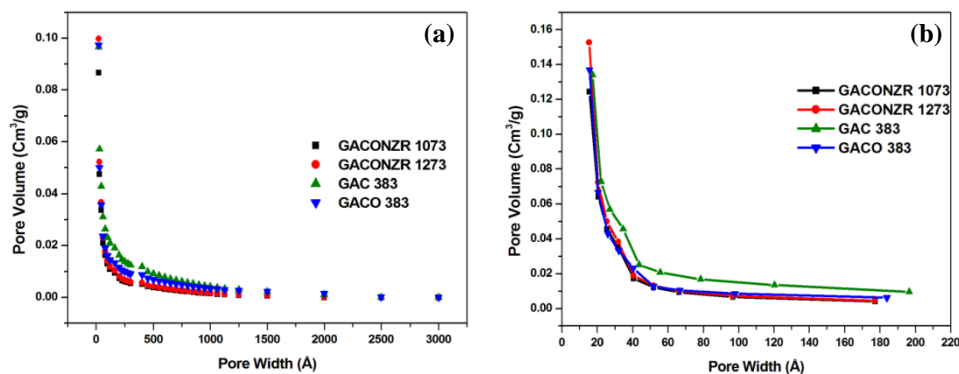 (a)
Pore Volume (Cm³/g)
0.10
0.08
0.06
0.04
0.02
0.00
GACONZR 1073
GACONZR 1273
GAC 383
GACO 383
0 500 1000 1500 2000 2500 3000
Pore Width (Å)
(b)
Pore Volume (Cm³/g)
0.16
0.14
0.12
0.10
0.08
0.06
0.04
0.02
0.00
GACONZR 1073
GACONZR 1273
GAC 383
GACO 383
0 20 40 60 80 100 120 140 160 180 200 220
Pore Width (Å)